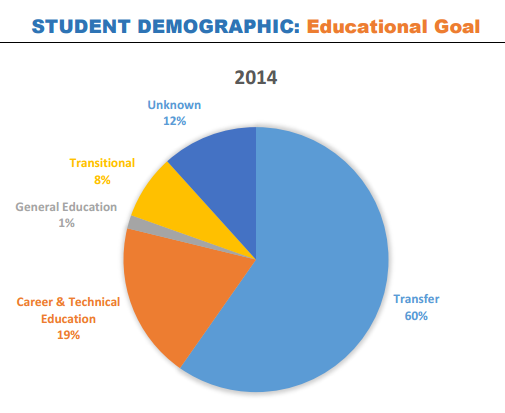 STUDENT DEMOGRAPHIC: Educational Goal
2014
Unknown
12%
Transitional
8%
General Education
1%
Career & Technical
Education
19%
Transfer
60%